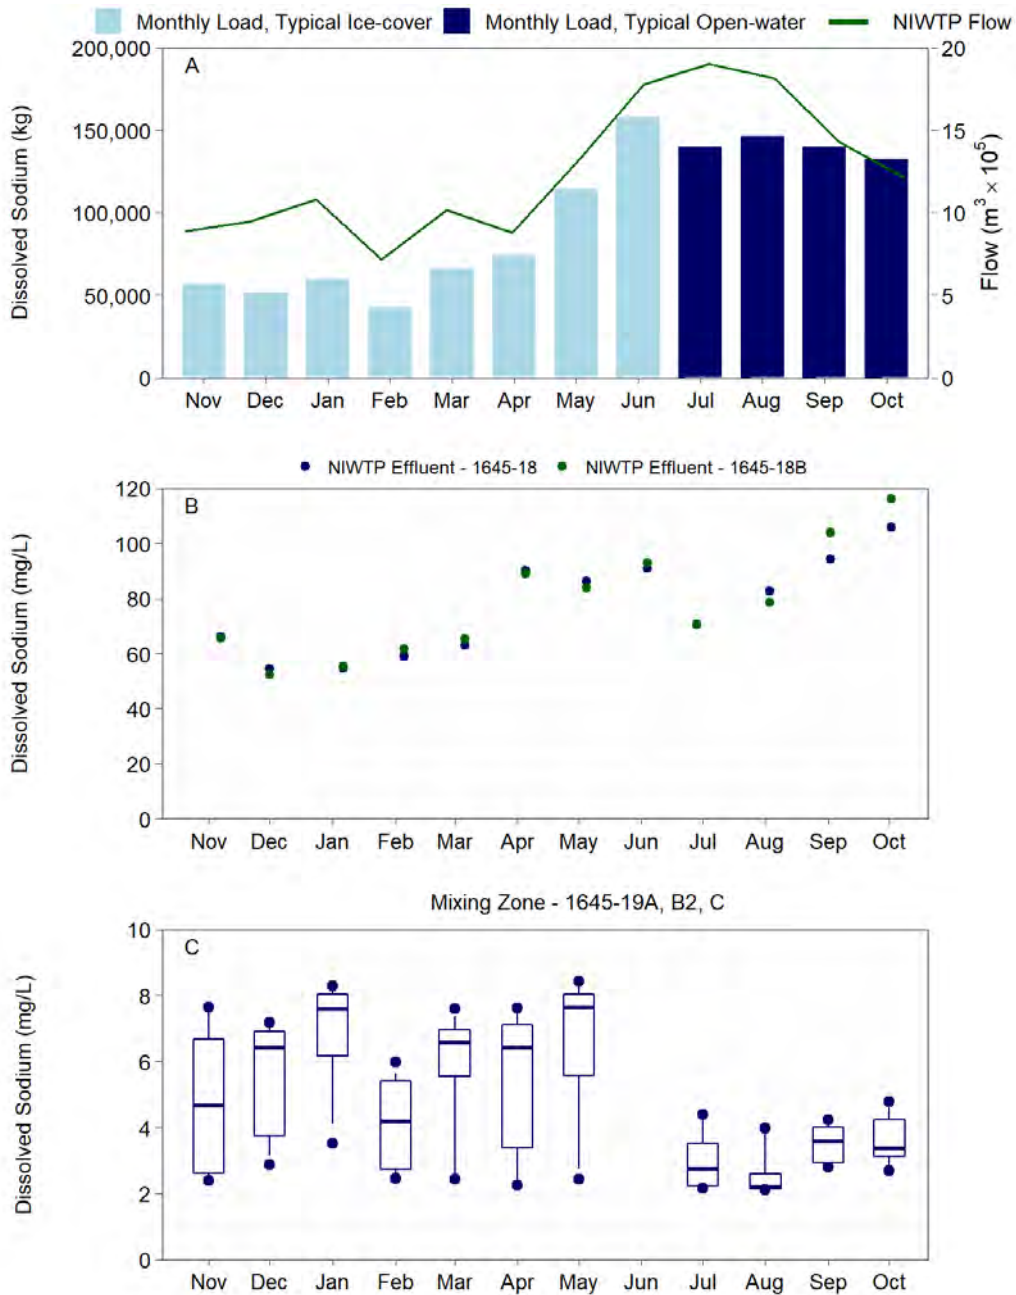 Monthly Load, Typical Ice-cover Monthly Load, Typical Open-water NIWTP Flow
A
Dissolved Sodium (kg)
200,000
150,000
100,000
50,000
0
20
15
10
5
0
Flow (m³ × 10⁵)
Nov Dec Jan Feb Mar Apr May Jun Jul Aug Sep Oct
NIWTP Effluent - 1645-18 NIWTP Effluent - 1645-18B
B
Dissolved Sodium (mg/L)
120
100
80
60
40
20
0
Nov Dec Jan Feb Mar Apr May Jun Jul Aug Sep Oct
Mixing Zone - 1645-19A, B2, C
C
Dissolved Sodium (mg/L)
10
8
6
4
2
0
Nov Dec Jan Feb Mar Apr May Jun Jul Aug Sep Oct